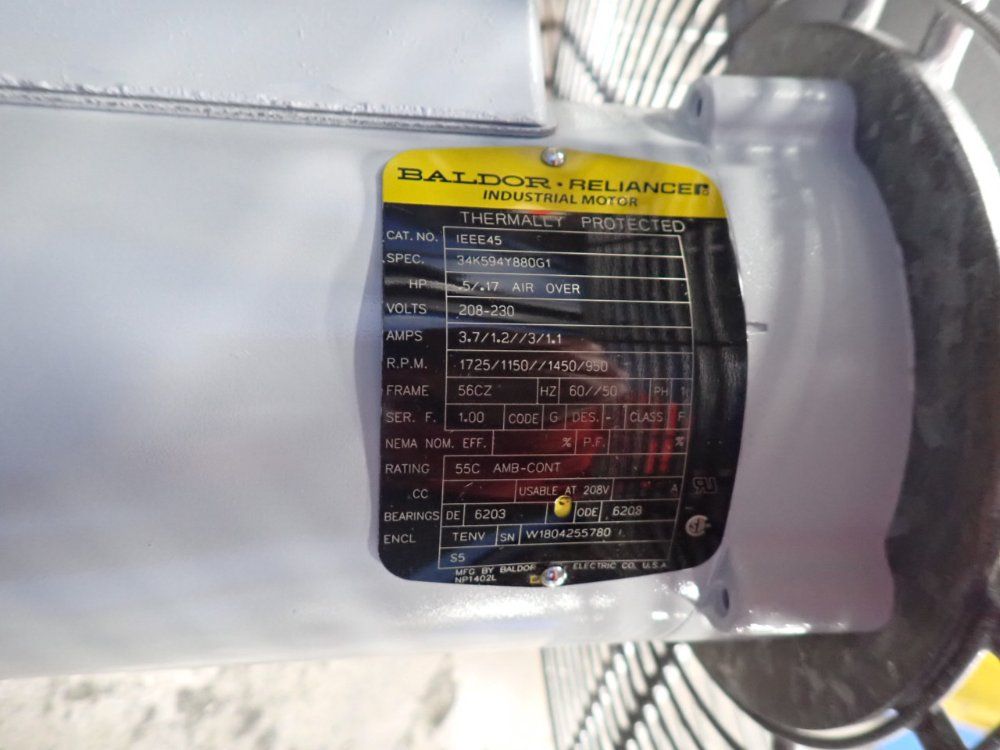 BALDOR • RELIANCE
INDUSTRIAL MOTOR
THERMALLY PROTECTED
CAT. NO. IEEE45
SPEC. 34K594Y880G1
HP .5/.17 AIR OVER
VOLTS 208-230
AMPS 3.7/1.2//3/1.1
R.P.M. 1725/1150//1450/950
FRAME 56CZ HZ 60//50 PH 1
SER. F. 1.00 CODE G DES. - CLASS F
NEMA NOM. EFF. % P.F. %
RATING 55C AMB-CONT
CC USABLE AT 208V A
BEARINGS DE 6203 ODE 6203
ENCL TENV SN W1804255780
S5
MFG BY BALDOR ELECTRIC CO. U.S.A
NP1402L